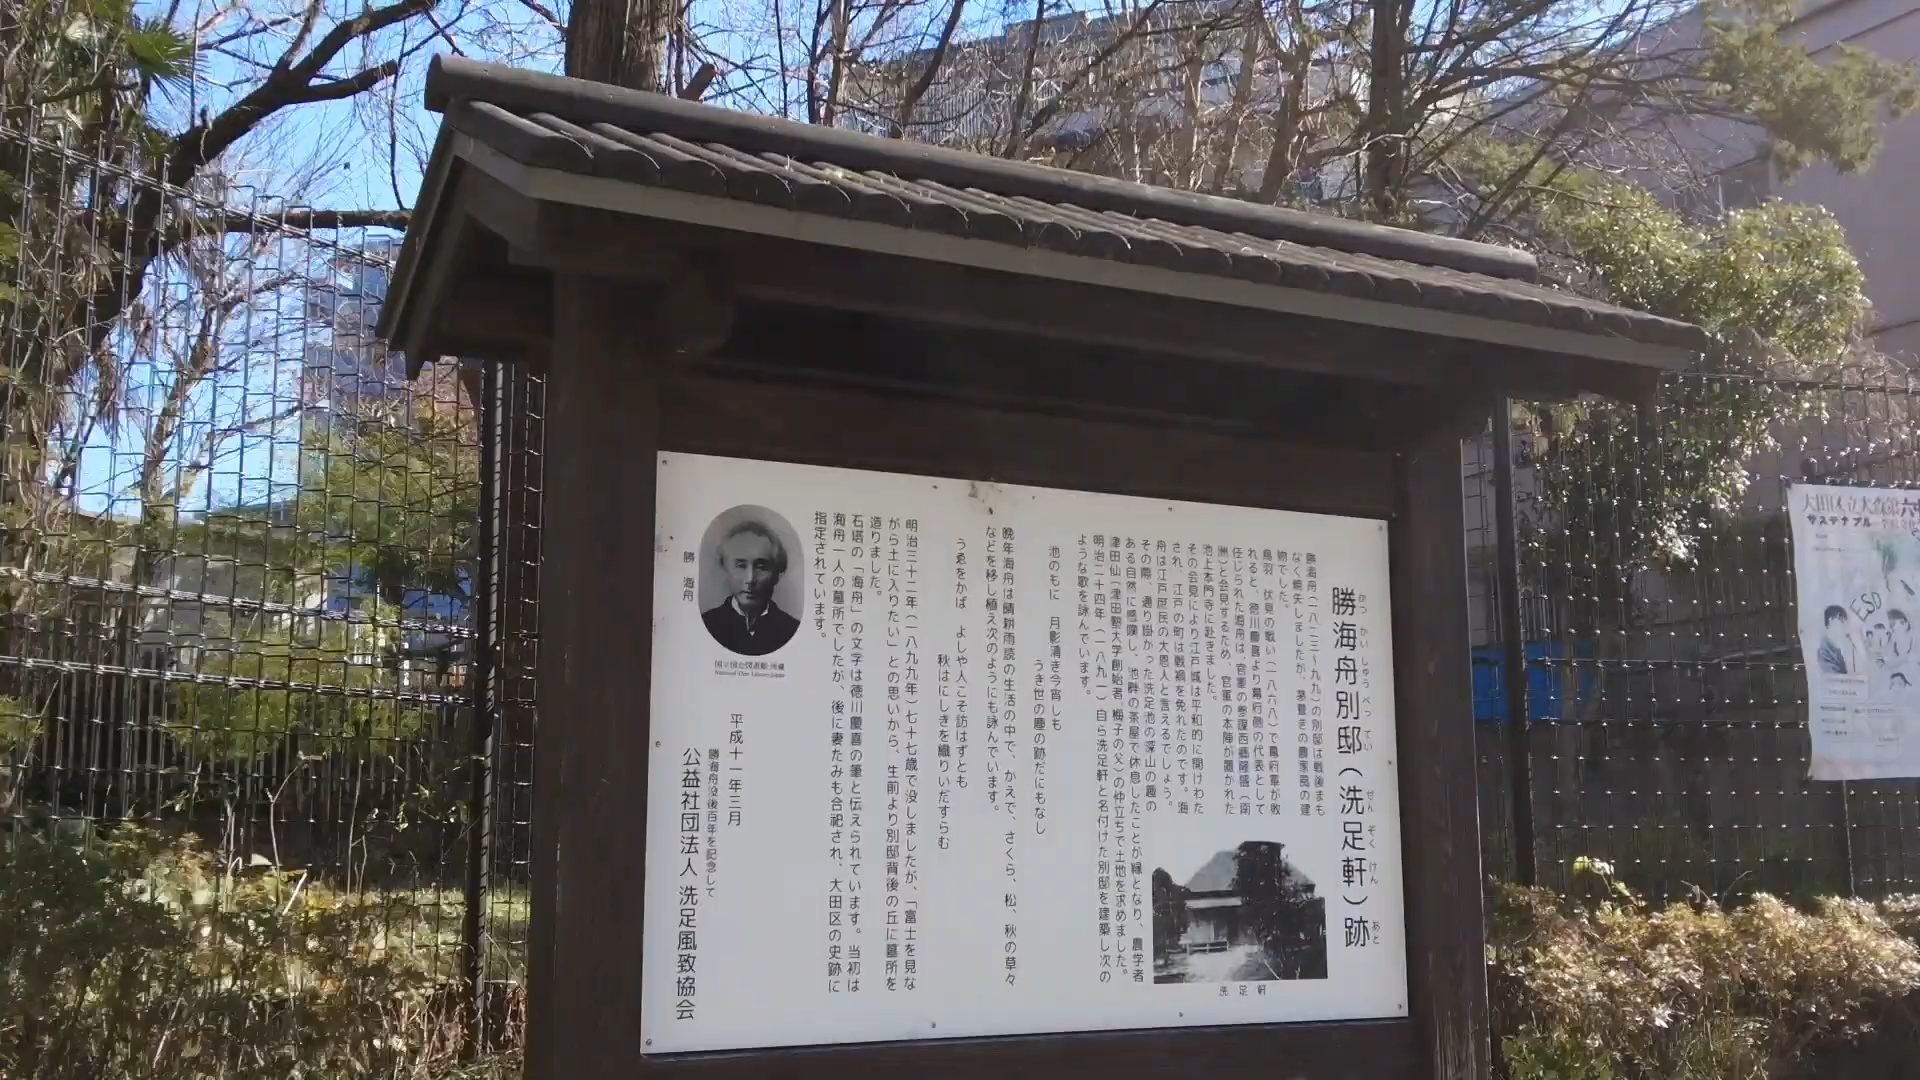 勝海舟別邸（洗足軒）跡
かつかいしゅうべってい せんぞくけん あと
勝海舟（一八二三〜九九）の別邸は戦後まも
なく焼失しましたが、茅葺きの農家風の建
物でした。
鳥羽 伏見の戦い（一八六八）で幕府軍が敗
れると、徳川慶喜より幕府側の代表として
任じられた海舟は、官軍の参謀西郷隆盛（南
洲）と会見するため、官軍の本陣が置かれた
池上本門寺に赴きました。
その会見により江戸城は平和的に開けわた
され、江戸の町は戦禍を免れたのです。海
舟は江戸庶民の大恩人と言えるでしょう。
その際、通り掛かった洗足池の深山の趣の
ある自然 に感嘆し、池畔の茶屋で休息したことが縁となり、農学者
津田仙（津田塾大学創始者、梅子の父）の仲立ちで土地を求めました。
明治二十四年（一八九一）自ら洗足軒と名付けた別邸を建築し次の
ような歌を詠んでいます。
池のもに 月影清き今宵しも
うき世の塵の跡だにもなし
晩年海舟は晴耕雨読の生活の中で、かえで、さくら、松、秋の草々
などを移し植え次のようにも詠んでいます。
うゑをかば よしや人こそ訪はずとも
秋はにしきを織りいだすらむ
明治三十二年（一八九九年）七十七歳で没しましたが、「富士を見な
がら土に入りたい」との思いから、生前より別邸背後の丘に墓所を
造りました。
石塔の「海舟」の文字は徳川慶喜の筆と伝えられています。当初は
海舟一人の墓所でしたが、後に妻たみも合祀され、大田区の史跡に
指定されています。
洗足軒
勝 海舟
国立国会図書館 所蔵
National Diet Library Japan
平成十一年三月
勝海舟没後百年を記念して
公益社団法人 洗足風致協会
ESD